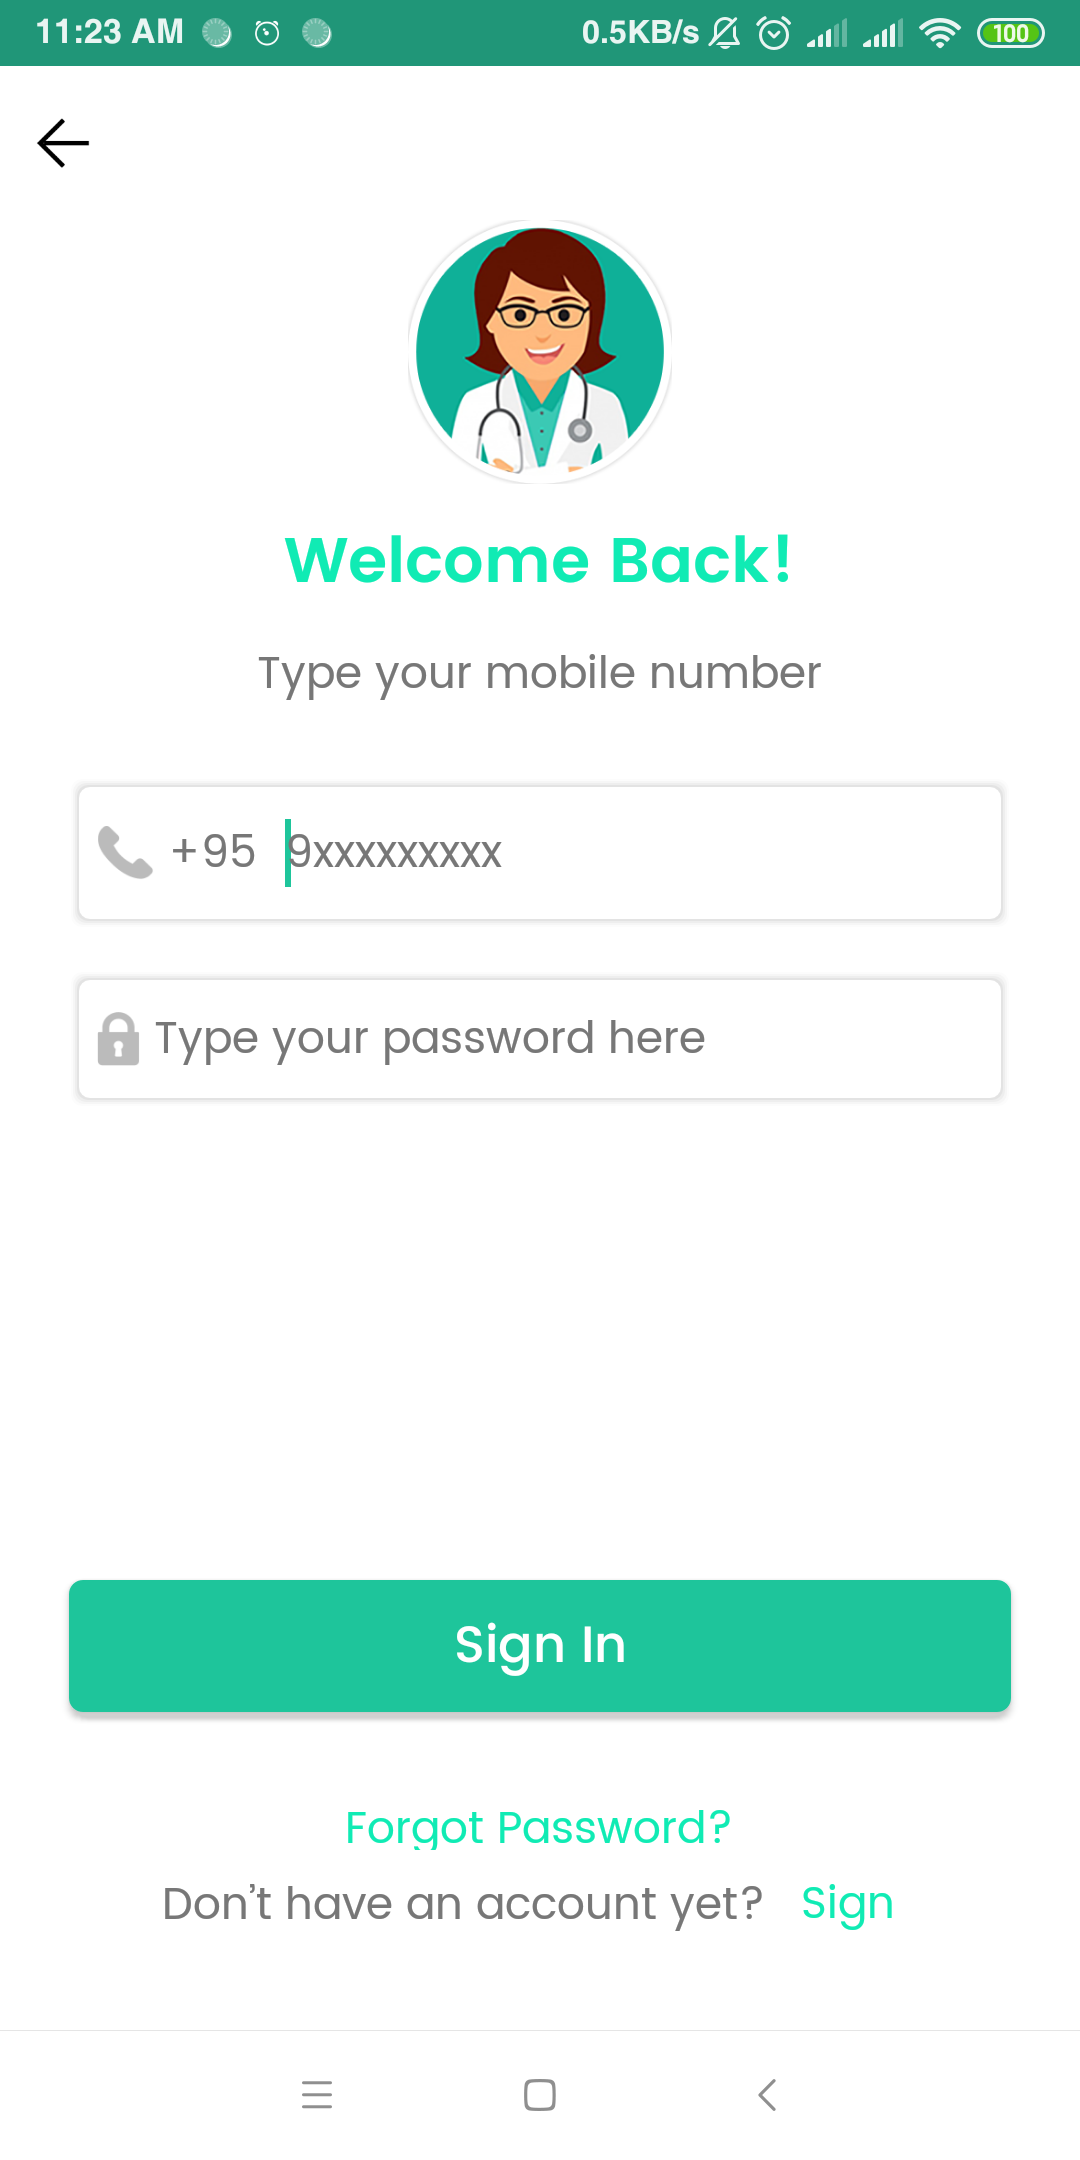 11:23 AM 0.5KB/s 100
Welcome Back!
Type your mobile number
+95 9xxxxxxxxx
Type your password here
Sign In
Forgot Password?
Don't have an account yet? Sign